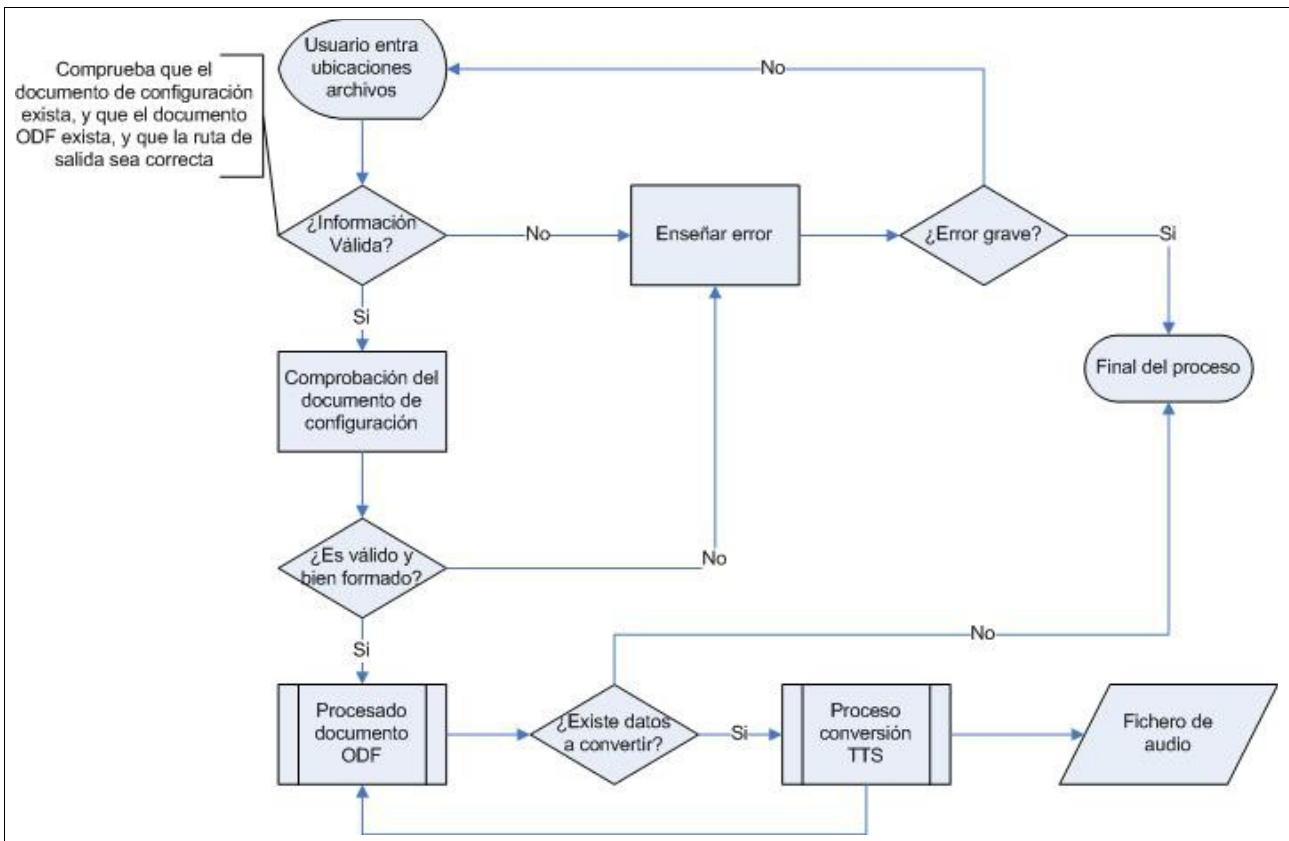 Usuario entra
ubicaciones
archivos
Comprueba que el
documento de configuración
exista, y que el documento
ODF exista, y que la ruta de
salida sea correcta
No
¿Información
Válida?
No
Enseñar error
¿Error grave?
Si
Si
Final del proceso
Comprobación del
documento de
configuración
¿Es válido y
bien formado?
No
Si
No
Procesado
documento
ODF
¿Existe datos
a convertir?
Si
Proceso
conversión
TTS
Fichero de
audio